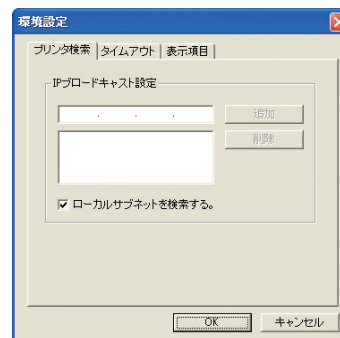 環境設定
プリンタ検索 タイムアウト 表示項目
IPブロードキャスト設定
. . . 追加
削除
ローカルサブネットを検索する。
OK キャンセル